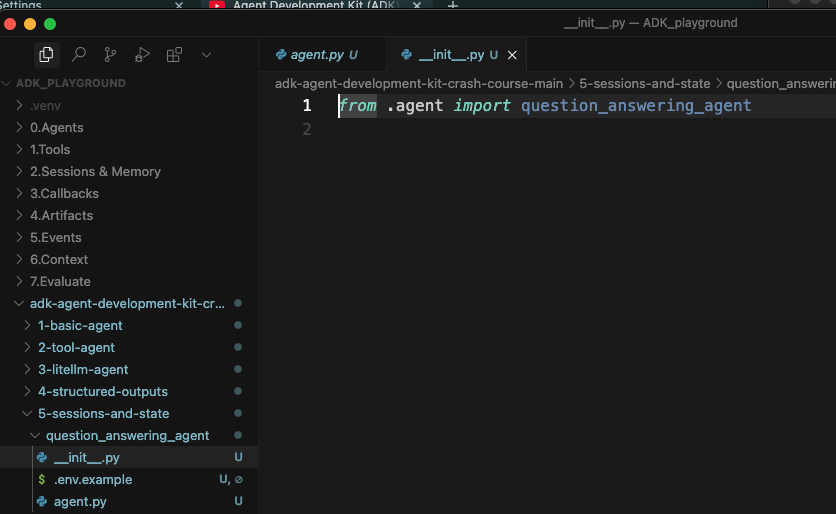 Settings
Agent Development Kit (ADK)
__init__.py — ADK_playground
agent.py U
__init__.py U
ADK_PLAYGROUND
adk-agent-development-kit-crash-course-main > 5-sessions-and-state > question_answerin
.venv
0.Agents
1.Tools
2.Sessions & Memory
3.Callbacks
4.Artifacts
5.Events
6.Context
7.Evaluate
adk-agent-development-kit-cr...
1-basic-agent
2-tool-agent
3-litellm-agent
4-structured-outputs
5-sessions-and-state
question_answering_agent
__init__.py U
$ .env.example U,
agent.py U
1 from .agent import question_answering_agent
2